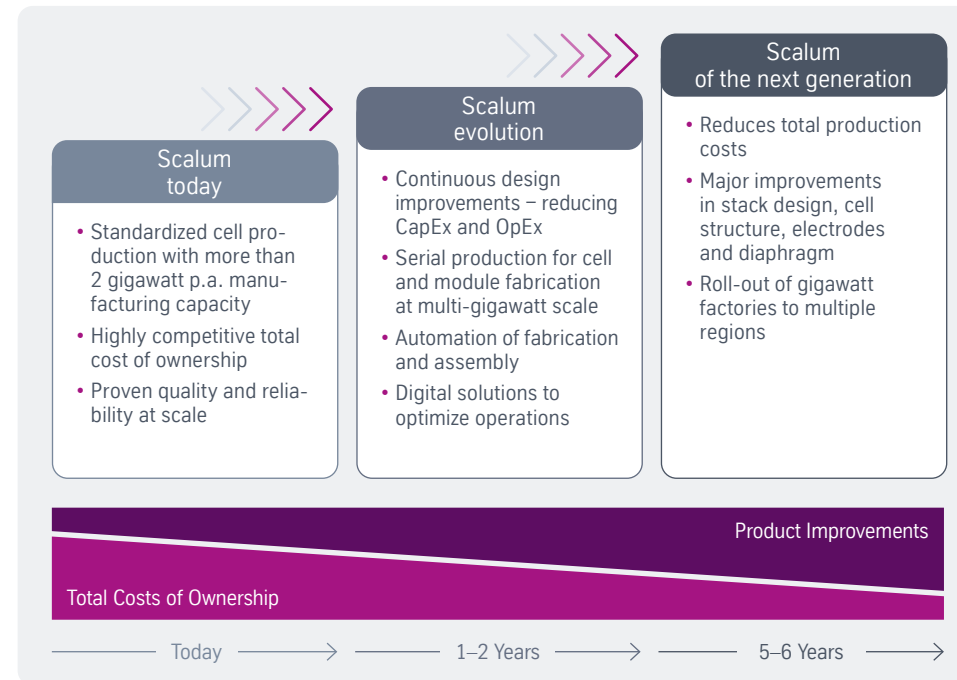 Scalum
today
• Standardized cell pro-
duction with more than
2 gigawatt p.a. manu-
facturing capacity
• Highly competitive total
cost of ownership
• Proven quality and relia-
bility at scale
Scalum
evolution
• Continuous design
improvements – reducing
CapEx and OpEx
• Serial production for cell
and module fabrication
at multi-gigawatt scale
• Automation of fabrication
and assembly
• Digital solutions to
optimize operations
Scalum
of the next generation
• Reduces total production
costs
• Major improvements
in stack design, cell
structure, electrodes
and diaphragm
• Roll-out of gigawatt
factories to multiple
regions
Product Improvements
Total Costs of Ownership
Today
1–2 Years
5–6 Years